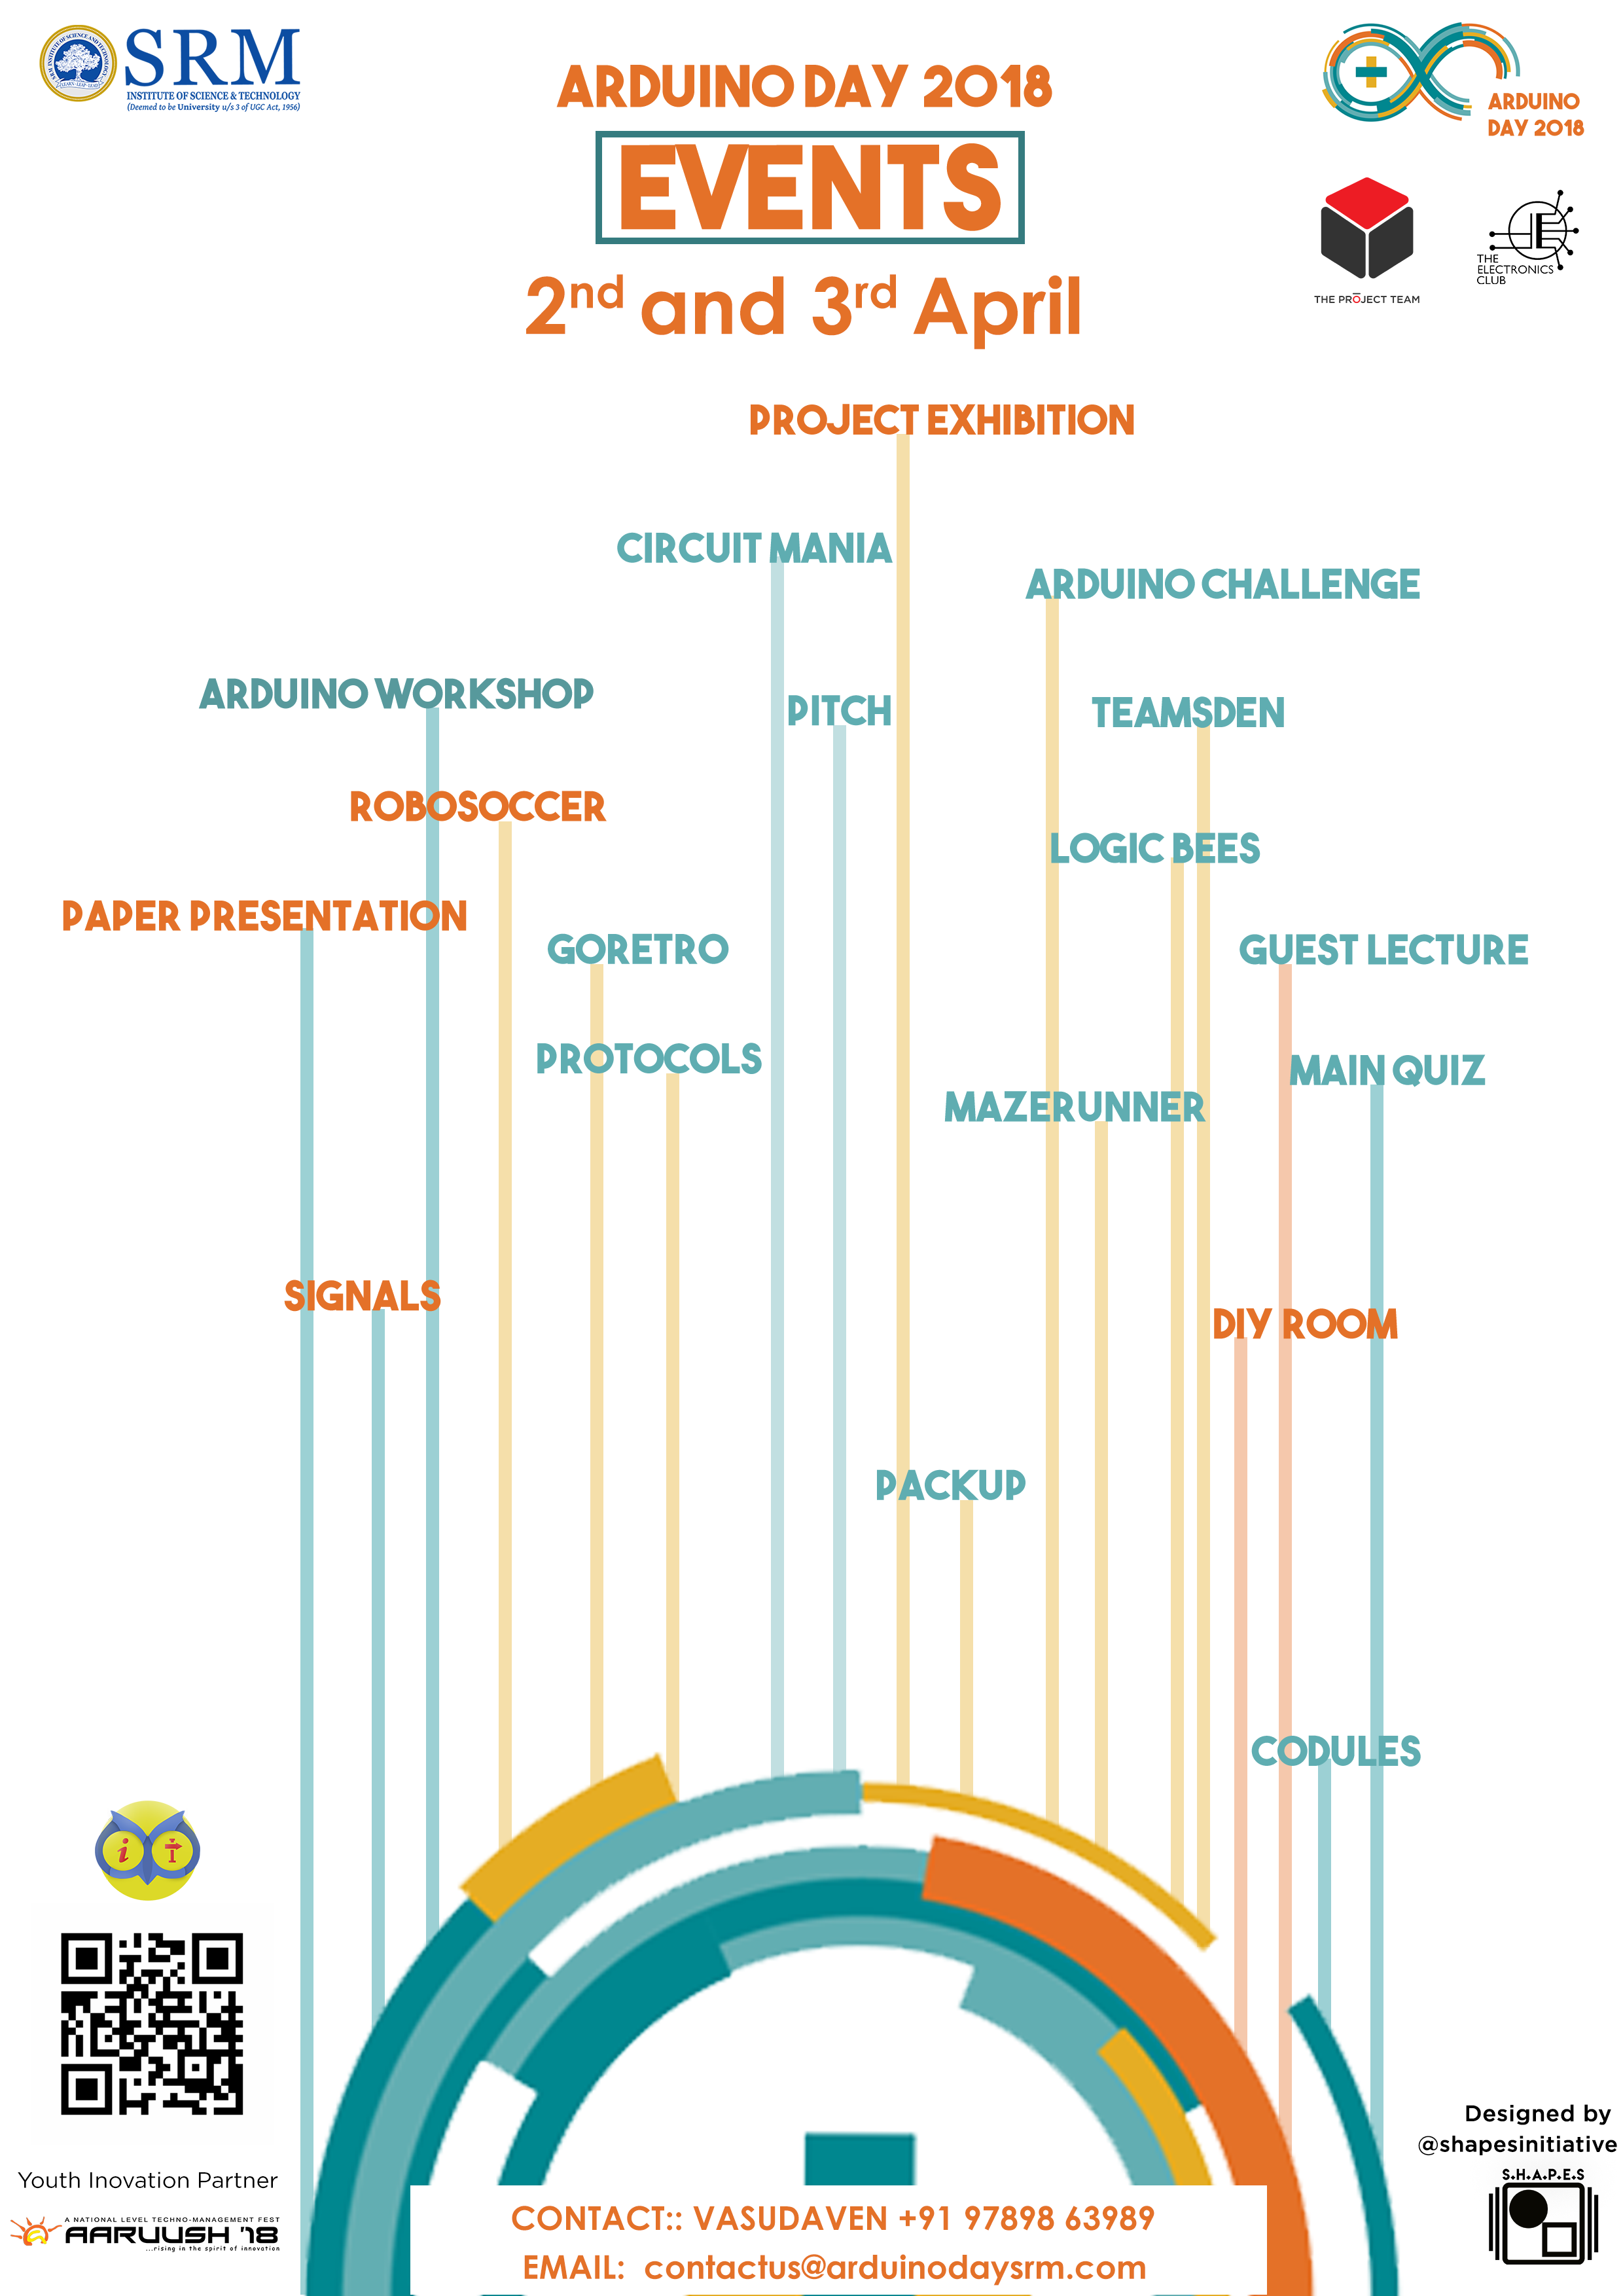 SRM
INSTITUTE OF SCIENCE & TECHNOLOGY
(Deemed to be University u/s 3 of UGC Act, 1956)
ARDUINO DAY 2018
EVENTS
2nd and 3rd April
ARDUINO
DAY 2018
THE PROJECT TEAM
THE
ELECTRONICS
CLUB
PROJECT EXHIBITION
CIRCUIT MANIA
ARDUINO CHALLENGE
ARDUINO WORKSHOP
PITCH
TEAMSDEN
ROBOSOCCER
LOGIC BEES
PAPER PRESENTATION
GORETRO
GUEST LECTURE
PROTOCOLS
MAIN QUIZ
MAZERUNNER
SIGNALS
DIY ROOM
PACKUP
CODULES
i T
Youth Inovation Partner
A NATIONAL LEVEL TECHNO-MANAGEMENT FEST
AARUUSH '18
...rising in the spirit of innovation
CONTACT:: VASUDAVEN +91 97898 63989
EMAIL: contactus@arduinodaysrm.com
Designed by
@shapesinitiative
S.H.A.P.E.S